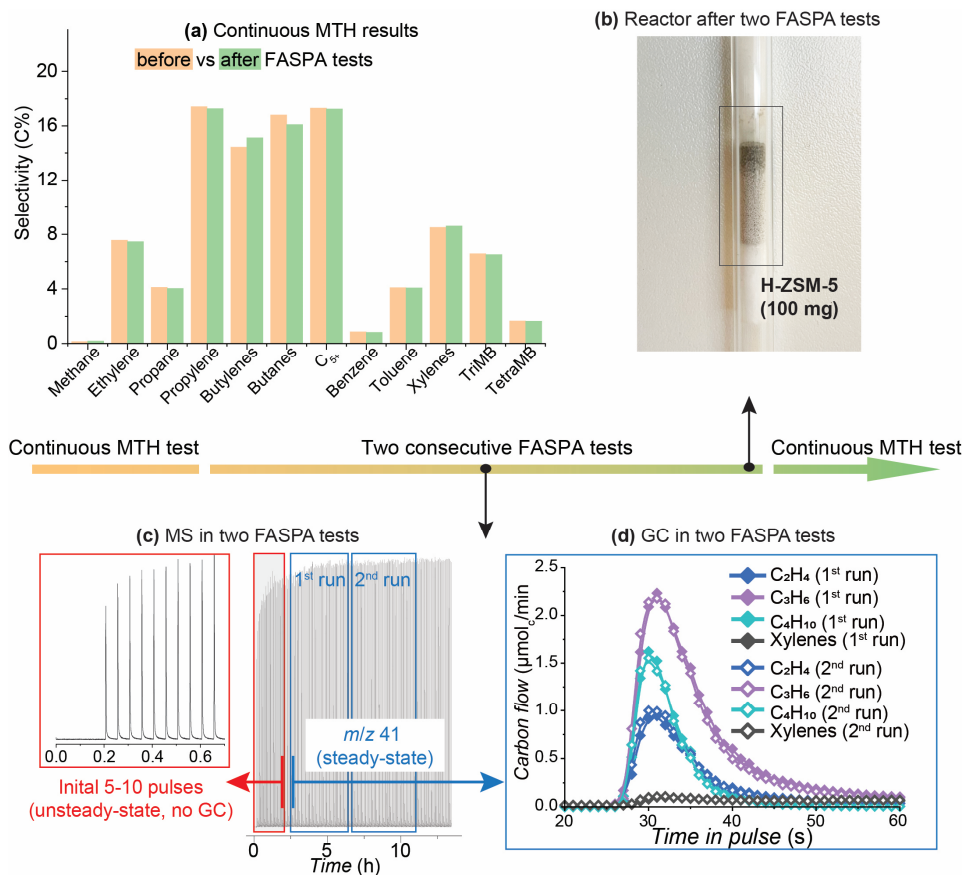 (a) Continuous MTH results
before vs after FASPA tests
Selectivity (C%)
20
16
12
8
4
0
Methane
Ethylene
Propane
Propylene
Butylenes
Butanes
C₅₊
Benzene
Toluene
Xylenes
TriMB
TetraMB
(b) Reactor after two FASPA tests
H-ZSM-5
(100 mg)
Continuous MTH test
Two consecutive FASPA tests
Continuous MTH test
(c) MS in two FASPA tests
0.0 0.2 0.4 0.6
Inital 5-10 pulses
(unsteady-state, no GC)
1st run
2nd run
m/z 41
(steady-state)
0 5 10
Time (h)
(d) GC in two FASPA tests
Carbon flow (μmolc/min)
2.5
2.0
1.5
1.0
0.5
0.0
C₂H₄ (1st run)
C₃H₆ (1st run)
C₄H₁₀ (1st run)
Xylenes (1st run)
C₂H₄ (2nd run)
C₃H₆ (2nd run)
C₄H₁₀ (2nd run)
Xylenes (2nd run)
20 30 40 50 60
Time in pulse (s)